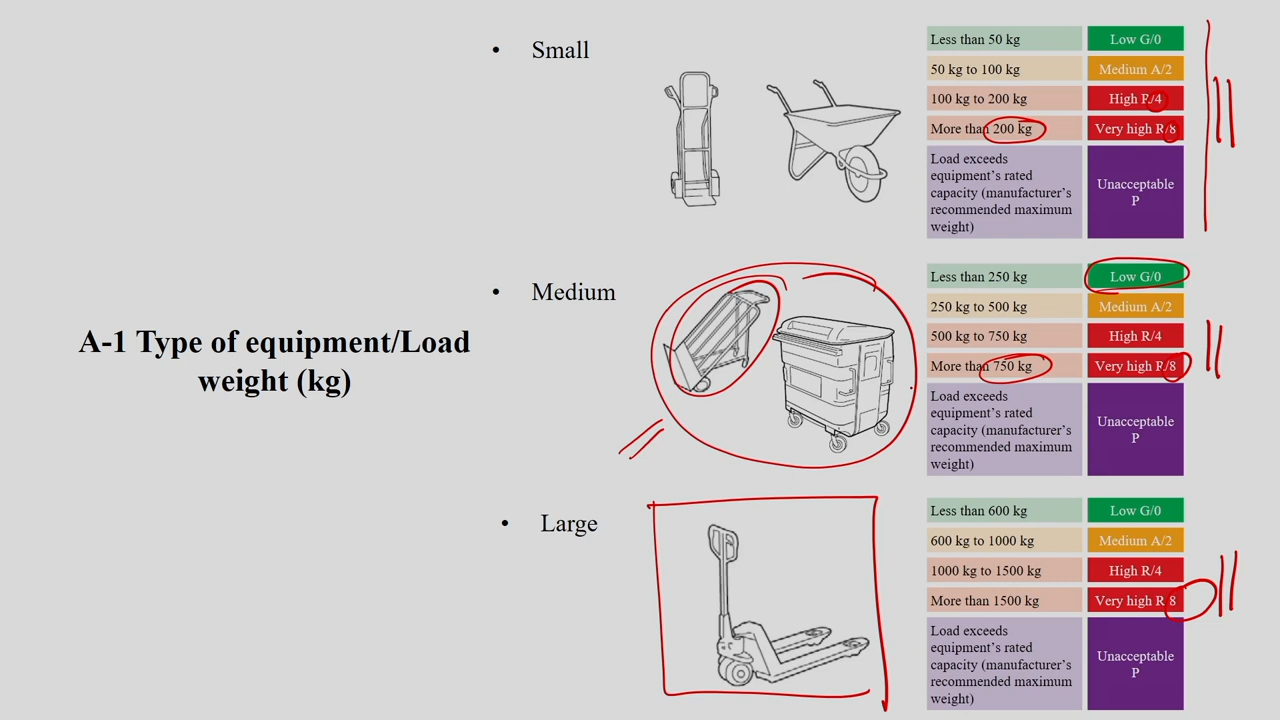 A-1 Type of equipment/Load
weight (kg)
• Small
Less than 50 kg Low G/0
50 kg to 100 kg Medium A/2
100 kg to 200 kg High R/4
More than 200 kg Very high R/8
Load exceeds
equipment's rated
capacity (manufacturer's
recommended maximum
weight)
Unacceptable
P
• Medium
Less than 250 kg Low G/0
250 kg to 500 kg Medium A/2
500 kg to 750 kg High R/4
More than 750 kg Very high R/8
Load exceeds
equipment's rated
capacity (manufacturer's
recommended maximum
weight)
Unacceptable
P
• Large
Less than 600 kg Low G/0
600 kg to 1000 kg Medium A/2
1000 kg to 1500 kg High R/4
More than 1500 kg Very high R/8
Load exceeds
equipment's rated
capacity (manufacturer's
recommended maximum
weight)
Unacceptable
P